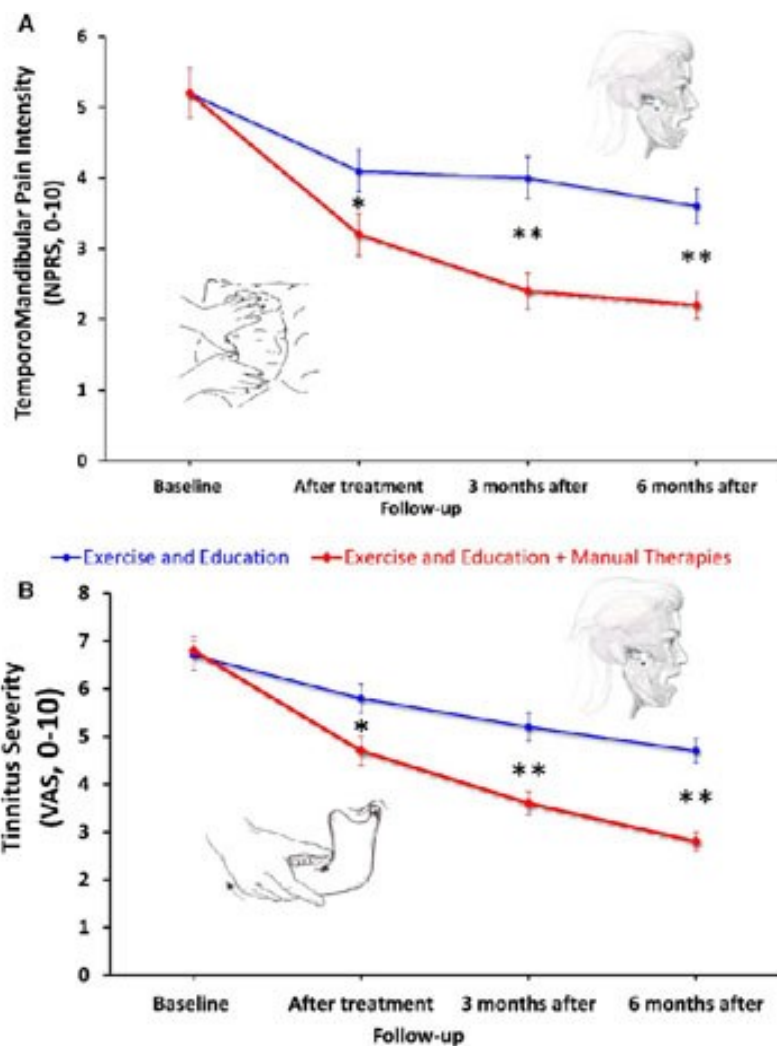 A
TemporoMandibular Pain Intensity
(NPRS, 0-10)
6
5
4
3
2
1
0
*
**
**
Baseline
After treatment
3 months after
6 months after
Follow-up
Exercise and Education
Exercise and Education + Manual Therapies
B
Tinnitus Severity
(VAS, 0-10)
8
7
6
5
4
3
2
1
0
*
**
**
Baseline
After treatment
3 months after
6 months after
Follow-up